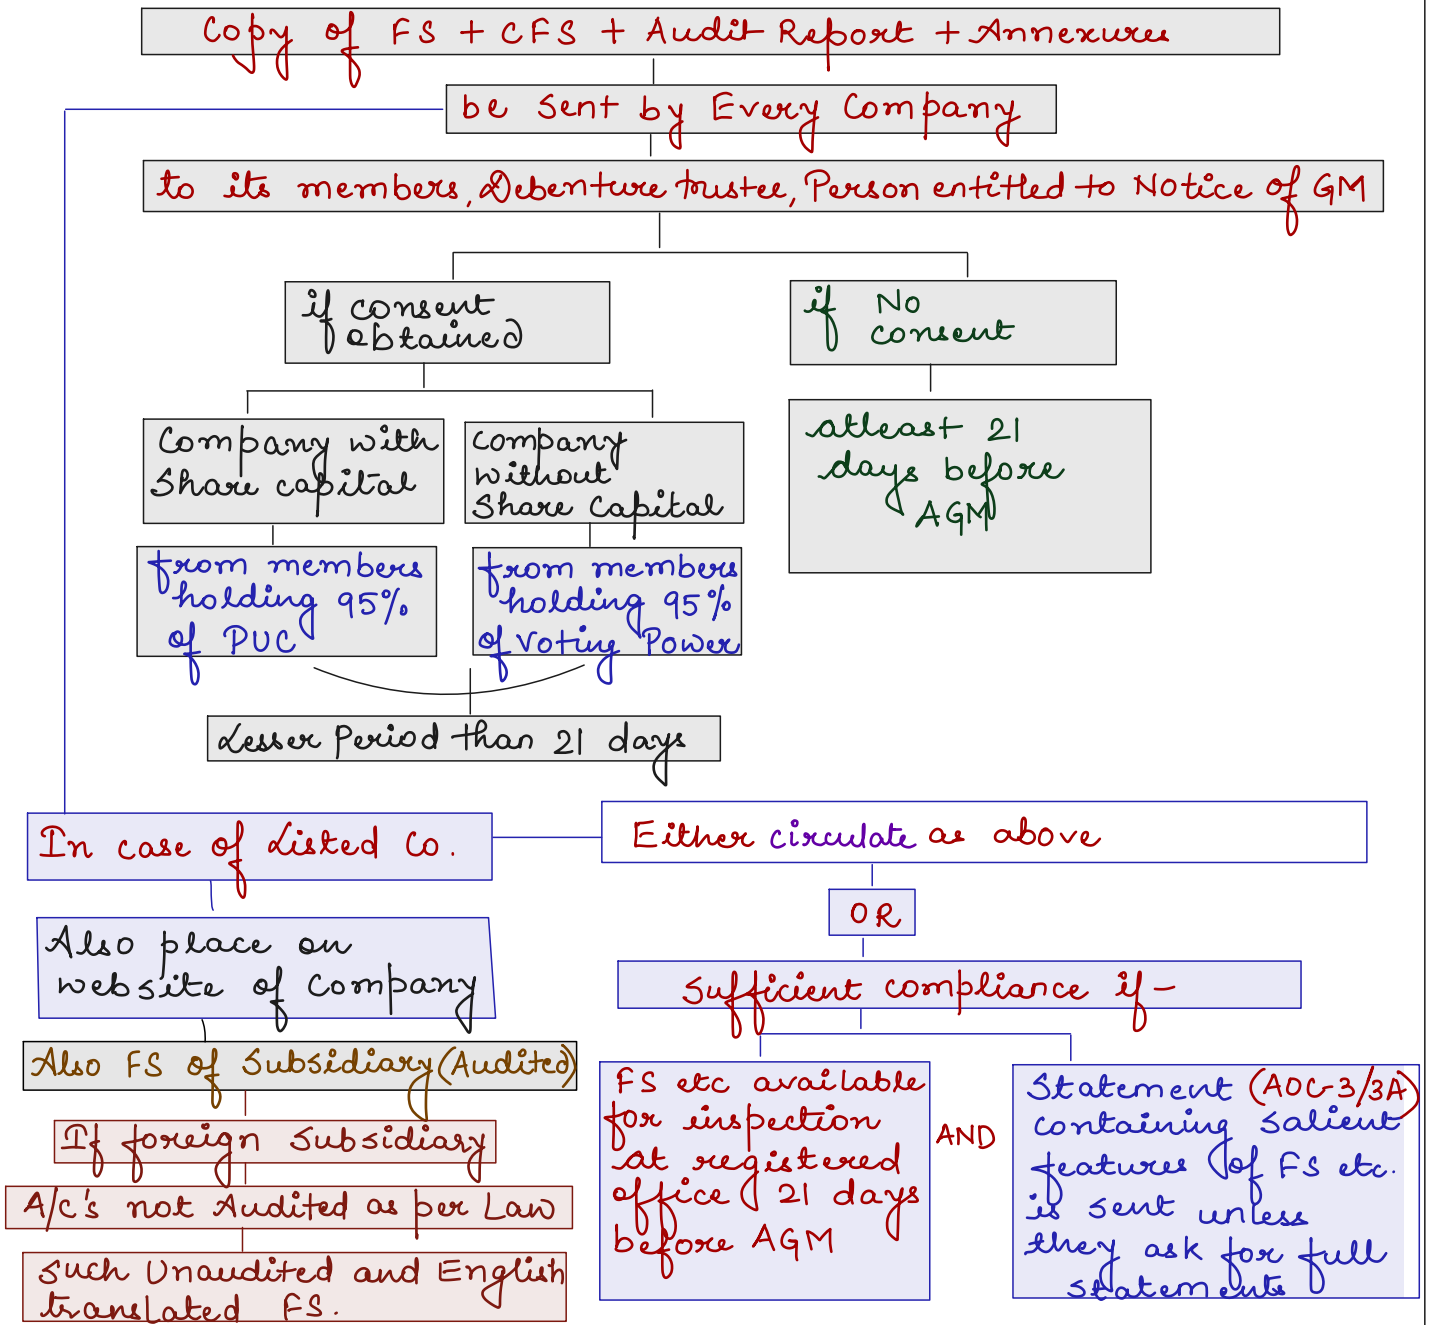 Copy of FS + CFS + Audit Report + Annexures
be Sent by Every Company
to its members, Debenture trustee, Person entitled to Notice of GM
if consent
obtained
if No
consent
Company with
Share capital
Company
without
Share Capital
atleast 21
days before
AGM
from members
holding 95%
of PUC
from members
holding 95%
of Voting Power
Lesser Period than 21 days
In case of Listed Co.
Either circulate as above
OR
Also place on
website of Company
Sufficient compliance if -
Also FS of Subsidiary (Audited)
If foreign Subsidiary
A/c's not Audited as per Law
such Unaudited and English
translated FS.
FS etc available
for inspection
at registered
office 21 days
before AGM
AND
Statement (AOC-3/3A)
containing Salient
features of FS etc.
is sent unless
they ask for full
statements